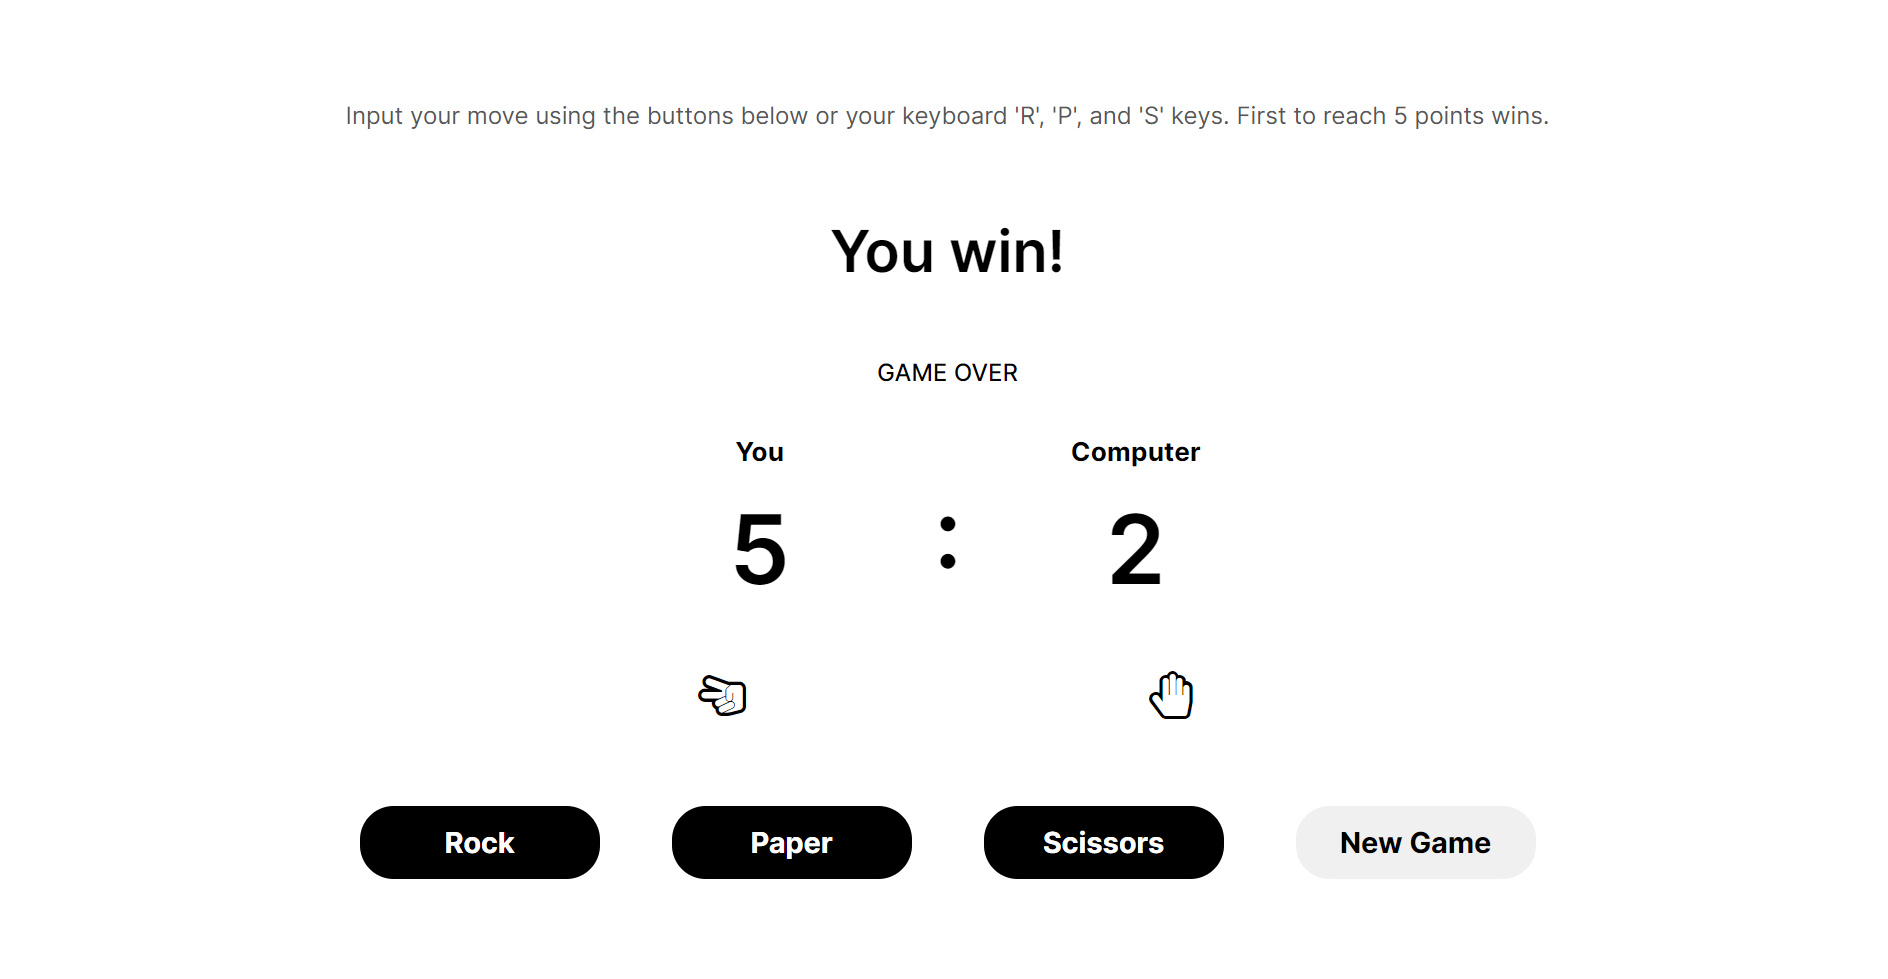 Input your move using the buttons below or your keyboard 'R', 'P', and 'S' keys. First to reach 5 points wins.
You win!
GAME OVER
You Computer
5 : 2
Rock Paper Scissors New Game